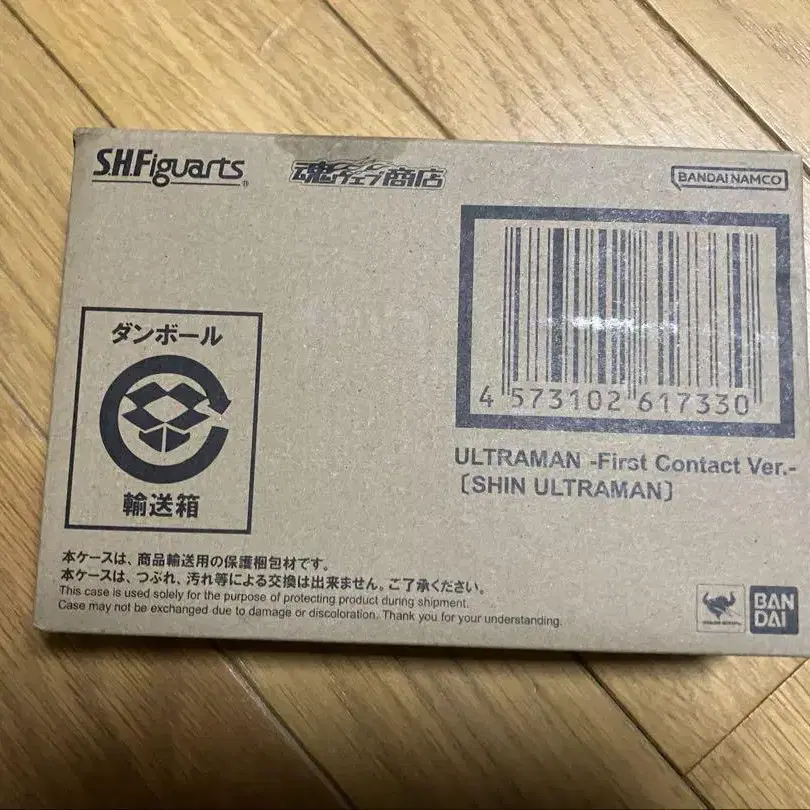 S.H.Figuarts
魂ウェブ商店
BANDAI NAMCO
4 573102 617330
ULTRAMAN -First Contact Ver.-
〔SHIN ULTRAMAN〕
ダンボール
輸送箱
本ケースは、商品輸送用の保護梱包材です。
本ケースは、つぶれ、汚れ等による交換は出来ません。ご了承ください。
This case is used solely for the purpose of protecting product during shipment.
Case may not be exchanged due to damage or discoloration. Thank you for your understanding.
BAN
DAI